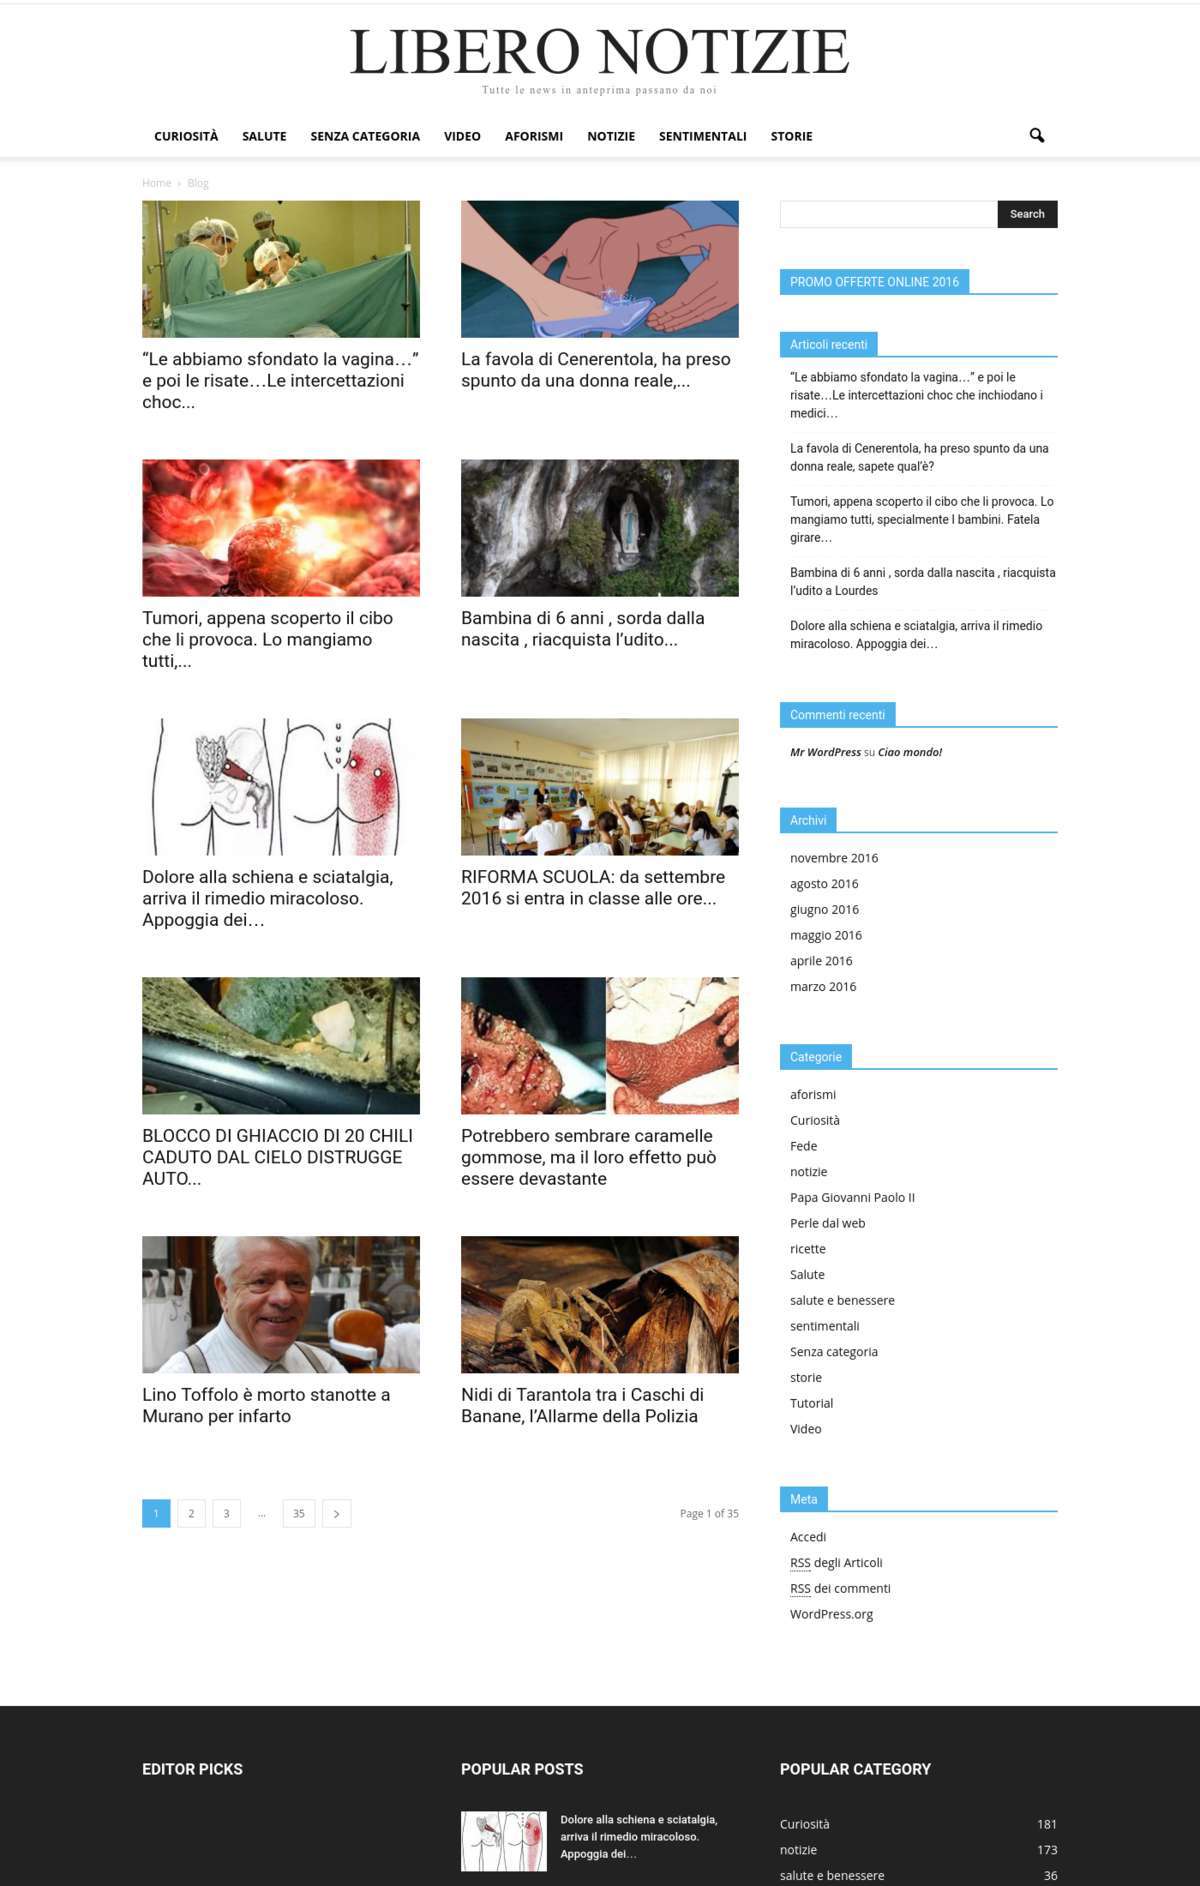 LIBERO NOTIZIE
Tutte le news in anteprima passano da noi
CURIOSITÀ SALUTE SENZA CATEGORIA VIDEO AFORISMI NOTIZIE SENTIMENTALI STORIE
Home › Blog
“Le abbiamo sfondato la vagina…”
e poi le risate…Le intercettazioni
choc...
La favola di Cenerentola, ha preso
spunto da una donna reale,...
Tumori, appena scoperto il cibo
che li provoca. Lo mangiamo
tutti,...
Bambina di 6 anni , sorda dalla
nascita , riacquista l’udito...
Dolore alla schiena e sciatalgia,
arriva il rimedio miracoloso.
Appoggia dei…
RIFORMA SCUOLA: da settembre
2016 si entra in classe alle ore...
BLOCCO DI GHIACCIO DI 20 CHILI
CADUTO DAL CIELO DISTRUGGE
AUTO...
Potrebbero sembrare caramelle
gommose, ma il loro effetto può
essere devastante
Lino Toffolo è morto stanotte a
Murano per infarto
Nidi di Tarantola tra i Caschi di
Banane, l’Allarme della Polizia
1 2 3 ... 35
Page 1 of 35
Search
PROMO OFFERTE ONLINE 2016
Articoli recenti
“Le abbiamo sfondato la vagina…” e poi le
risate…Le intercettazioni choc che inchiodano i
medici…
La favola di Cenerentola, ha preso spunto da una
donna reale, sapete qual’è?
Tumori, appena scoperto il cibo che li provoca. Lo
mangiamo tutti, specialmente I bambini. Fatela
girare…
Bambina di 6 anni , sorda dalla nascita , riacquista
l’udito a Lourdes
Dolore alla schiena e sciatalgia, arriva il rimedio
miracoloso. Appoggia dei…
Commenti recenti
Mr WordPress su Ciao mondo!
Archivi
novembre 2016
agosto 2016
giugno 2016
maggio 2016
aprile 2016
marzo 2016
Categorie
aforismi
Curiosità
Fede
notizie
Papa Giovanni Paolo II
Perle dal web
ricette
Salute
salute e benessere
sentimentali
Senza categoria
storie
Tutorial
Video
Meta
Accedi
RSS degli Articoli
RSS dei commenti
WordPress.org
EDITOR PICKS
POPULAR POSTS
Dolore alla schiena e sciatalgia,
arriva il rimedio miracoloso.
Appoggia dei…
POPULAR CATEGORY
Curiosità 181
notizie 173
salute e benessere 36